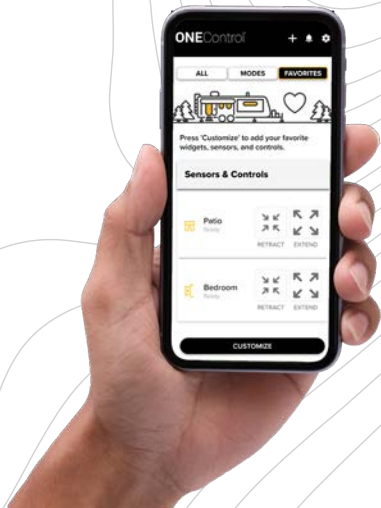 ONEControl
ALL MODES FAVORITES
Press 'Customize' to add your favorite
widgets, sensors, and controls.
Sensors & Controls
Patio
Ready
RETRACT EXTEND
Bedroom
Ready
RETRACT EXTEND
CUSTOMIZE